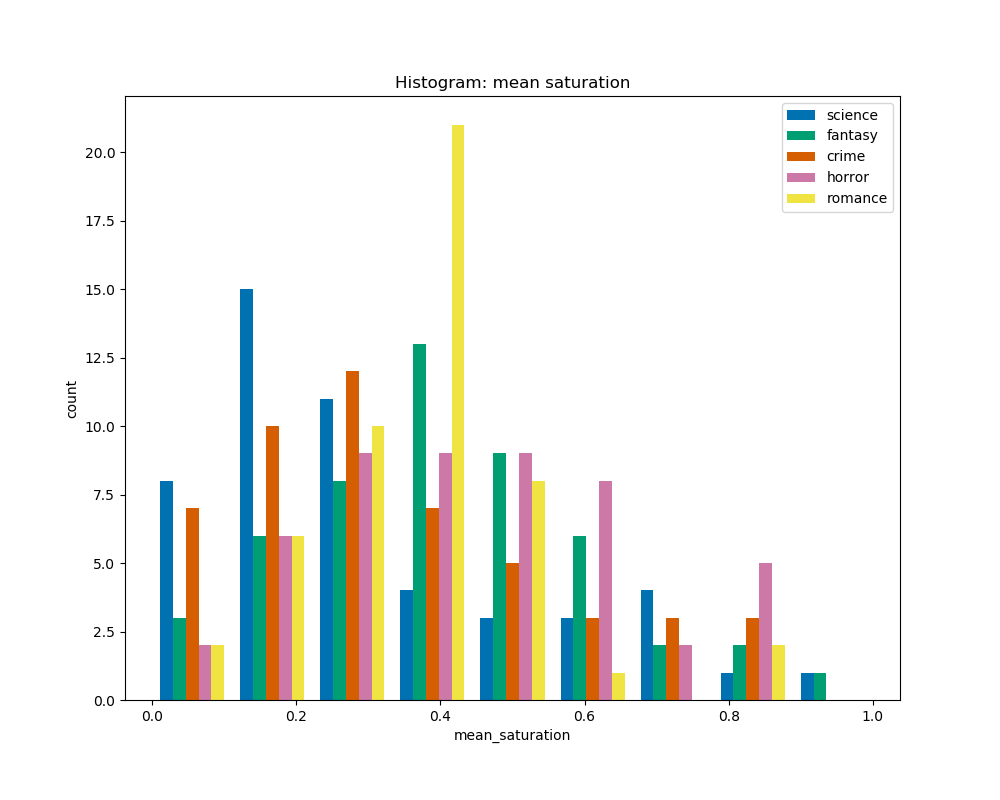 Histogram: mean saturation
science
fantasy
crime
horror
romance
20.0
17.5
15.0
12.5
10.0
7.5
5.0
2.5
0.0
count
0.0 0.2 0.4 0.6 0.8 1.0
mean_saturation